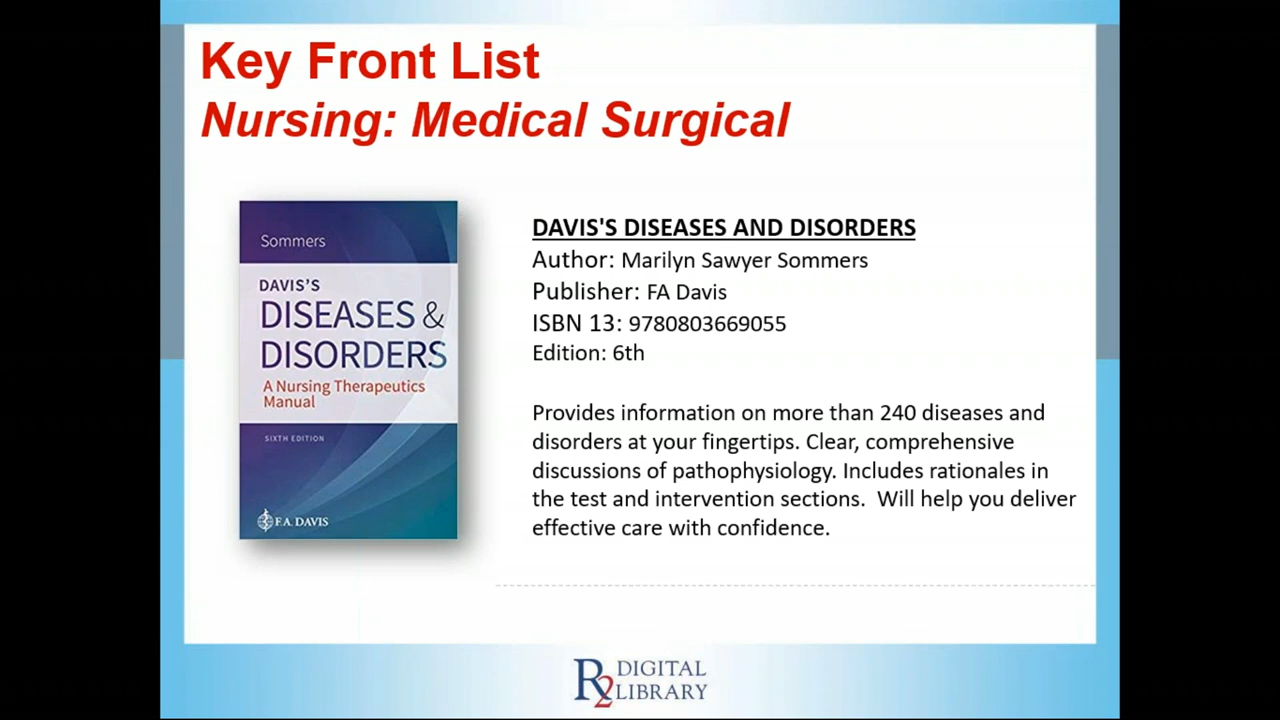 Key Front List
Nursing: Medical Surgical
Sommers
DAVIS'S
DISEASES &
DISORDERS
A Nursing Therapeutics
Manual
SIXTH EDITION
F.A. DAVIS
DAVIS'S DISEASES AND DISORDERS
Author: Marilyn Sawyer Sommers
Publisher: FA Davis
ISBN 13: 9780803669055
Edition: 6th
Provides information on more than 240 diseases and
disorders at your fingertips. Clear, comprehensive
discussions of pathophysiology. Includes rationales in
the test and intervention sections.  Will help you deliver
effective care with confidence.
R2 DIGITAL
LIBRARY